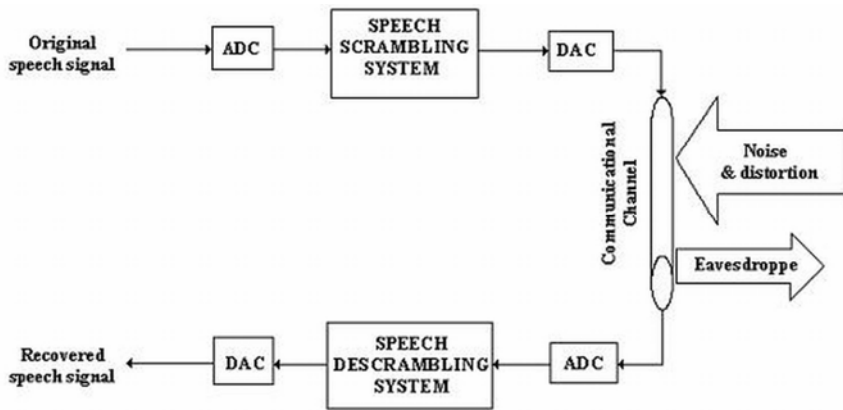 Original
speech signal
ADC
SPEECH
SCRAMBLING
SYSTEM
DAC
Communicational
Channel
Noise
& distortion
Eavesdroppe
Recovered
speech signal
DAC
SPEECH
DESCRAMBLING
SYSTEM
ADC